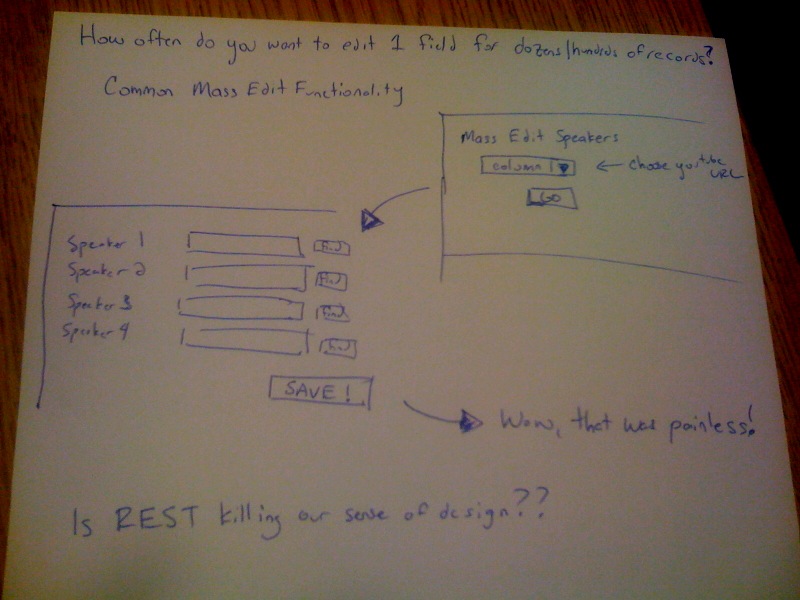 How often do you want to edit 1 field for dozens/hundreds of records?
Common Mass Edit Functionality
Mass Edit Speakers
column 1
← Choose youtube URL
GO
Speaker 1 find
Speaker 2 find
Speaker 3 find
Speaker 4 find
SAVE!
Wow, that was painless!
Is REST killing our sense of design??